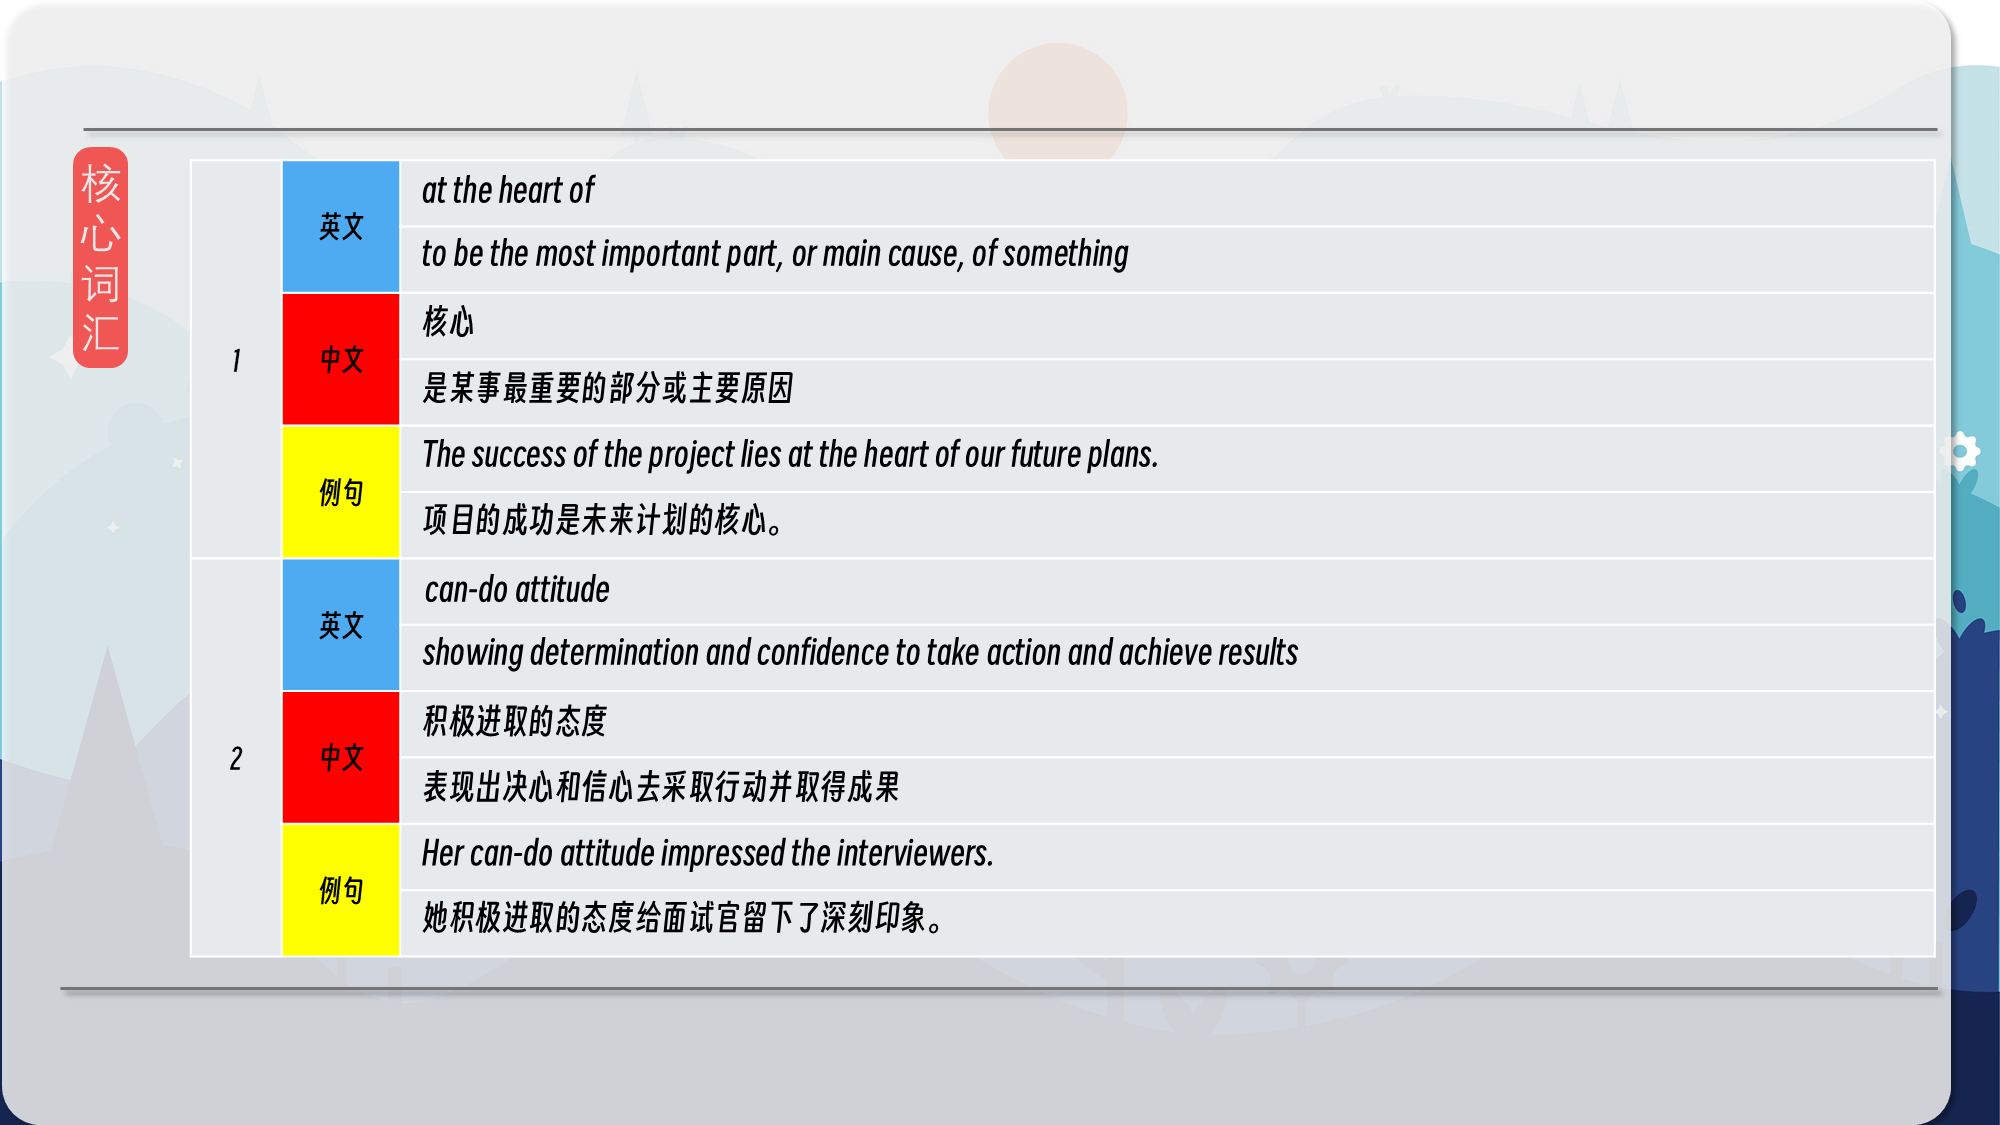 核心词汇
1
英文
at the heart of
to be the most important part, or main cause, of something
中文
核心
是某事最重要的部分或主要原因
例句
The success of the project lies at the heart of our future plans.
项目的成功是未来计划的核心。
2
英文
can-do attitude
showing determination and confidence to take action and achieve results
中文
积极进取的态度
表现出决心和信心去采取行动并取得成果
例句
Her can-do attitude impressed the interviewers.
她积极进取的态度给面试官留下了深刻印象。